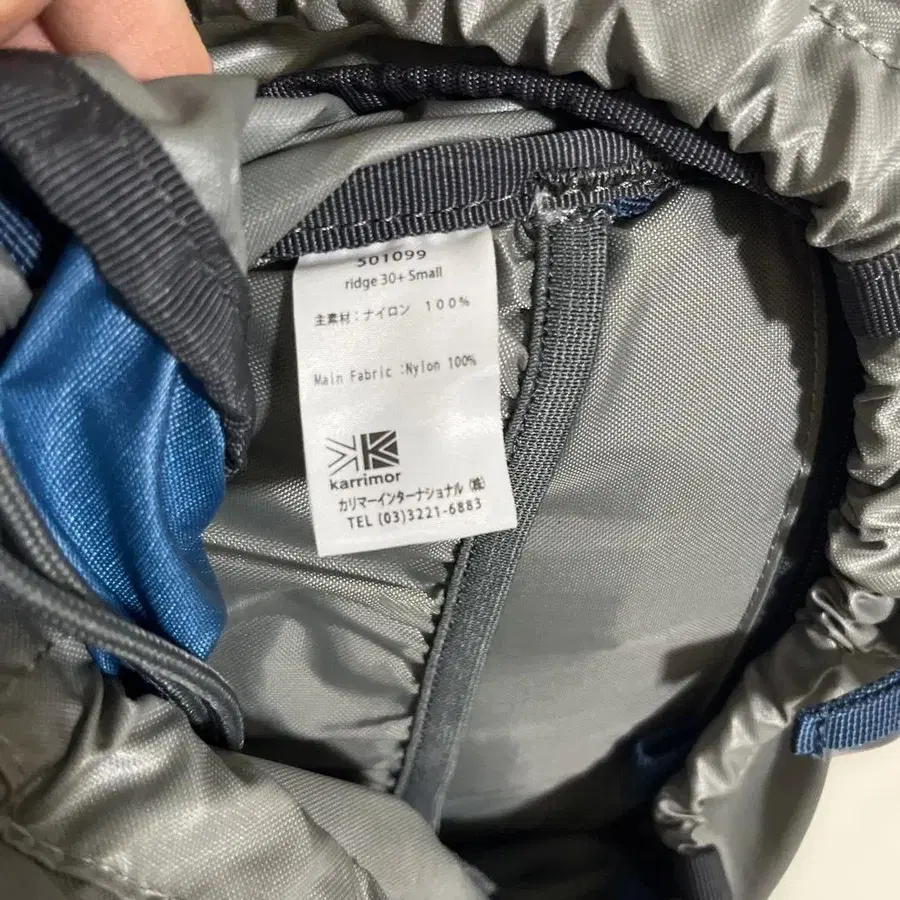 501099
ridge 30+ Small
主素材：ナイロン 100%
Main Fabric :Nylon 100%
karrimor
カリマーインターナショナル（株）
TEL (03)3221-6883